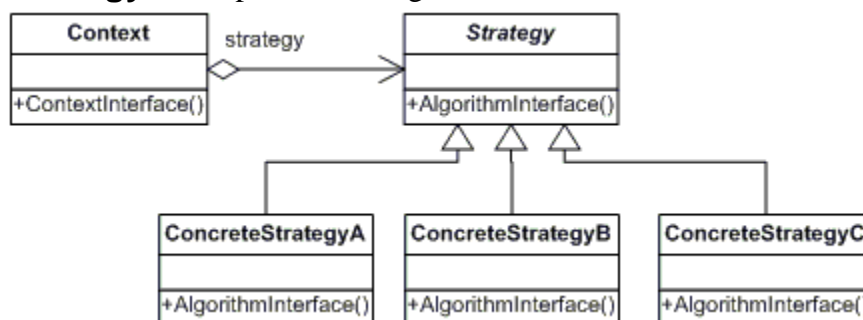 Context
strategy
Strategy
+ContextInterface()
+AlgorithmInterface()
ConcreteStrategyA
ConcreteStrategyB
ConcreteStrategyC
+AlgorithmInterface()
+AlgorithmInterface()
+AlgorithmInterface()